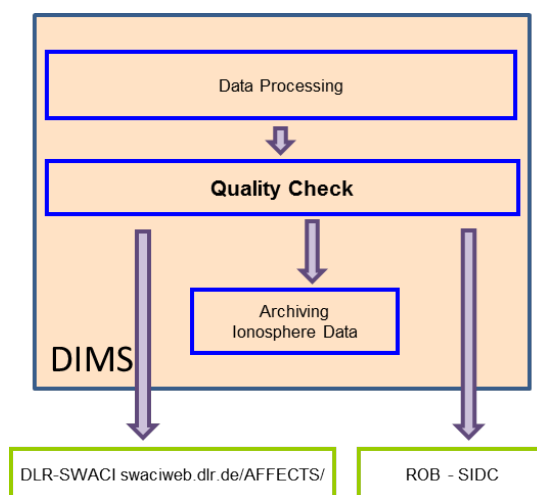 Data Processing
Quality Check
Archiving
Ionosphere Data
DIMS
DLR-SWACI swaciweb.dlr.de/AFFECTS/
ROB - SIDC